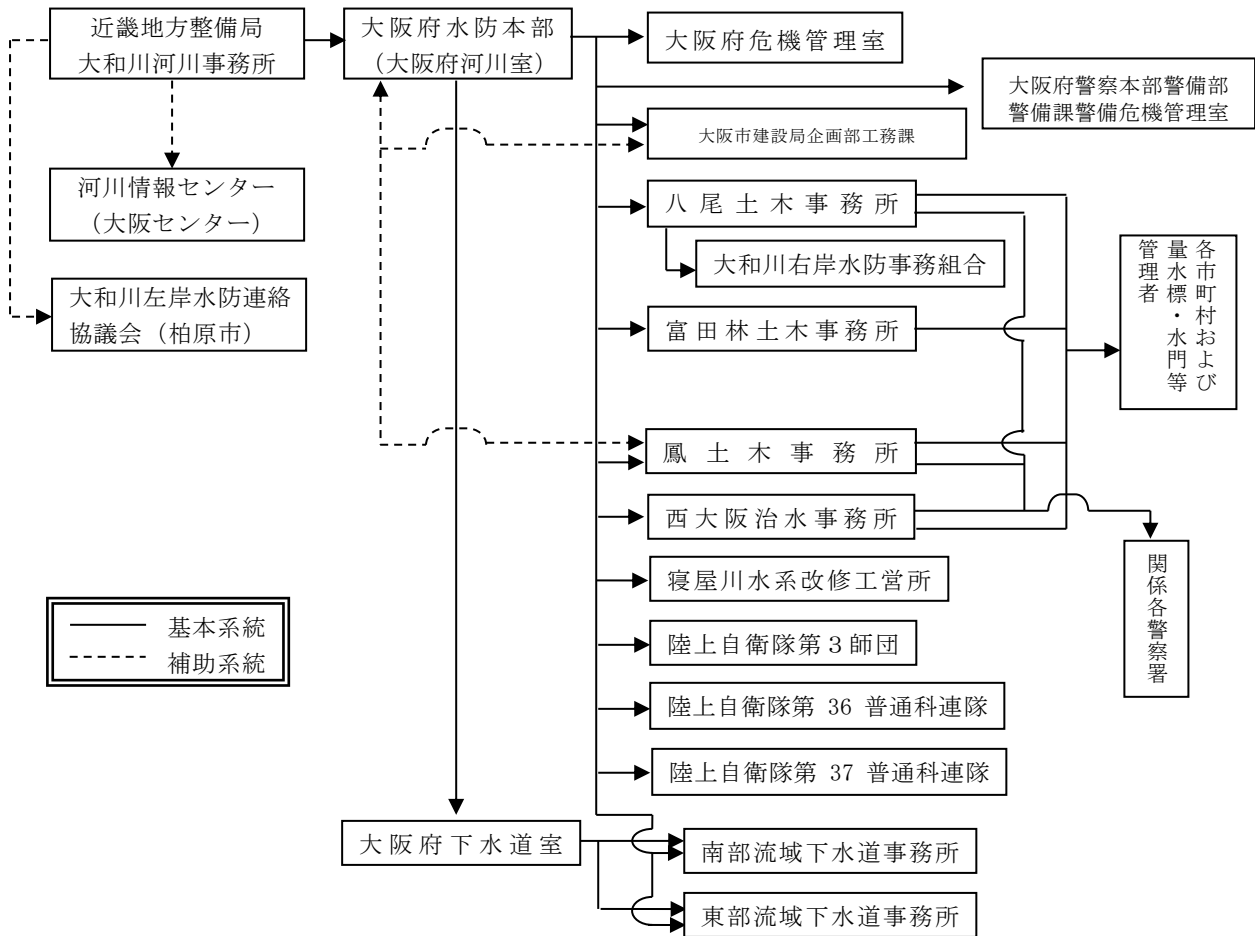 近畿地方整備局
大和川河川事務所
大阪府水防本部
（大阪府河川室）
大阪府危機管理室
大阪府警察本部警備部
警備課警備危機管理室
大阪市建設局企画部工務課
河川情報センター
（大阪センター）
八尾土木事務所
大和川右岸水防事務組合
各市町村および
量水標・水門等
管理者
大和川左岸水防連絡
協議会（柏原市）
富田林土木事務所
鳳土木事務所
西大阪治水事務所
関係各警察署
寝屋川水系改修工営所
基本系統
補助系統
陸上自衛隊第３師団
陸上自衛隊第 36 普通科連隊
陸上自衛隊第 37 普通科連隊
大阪府下水道室
南部流域下水道事務所
東部流域下水道事務所